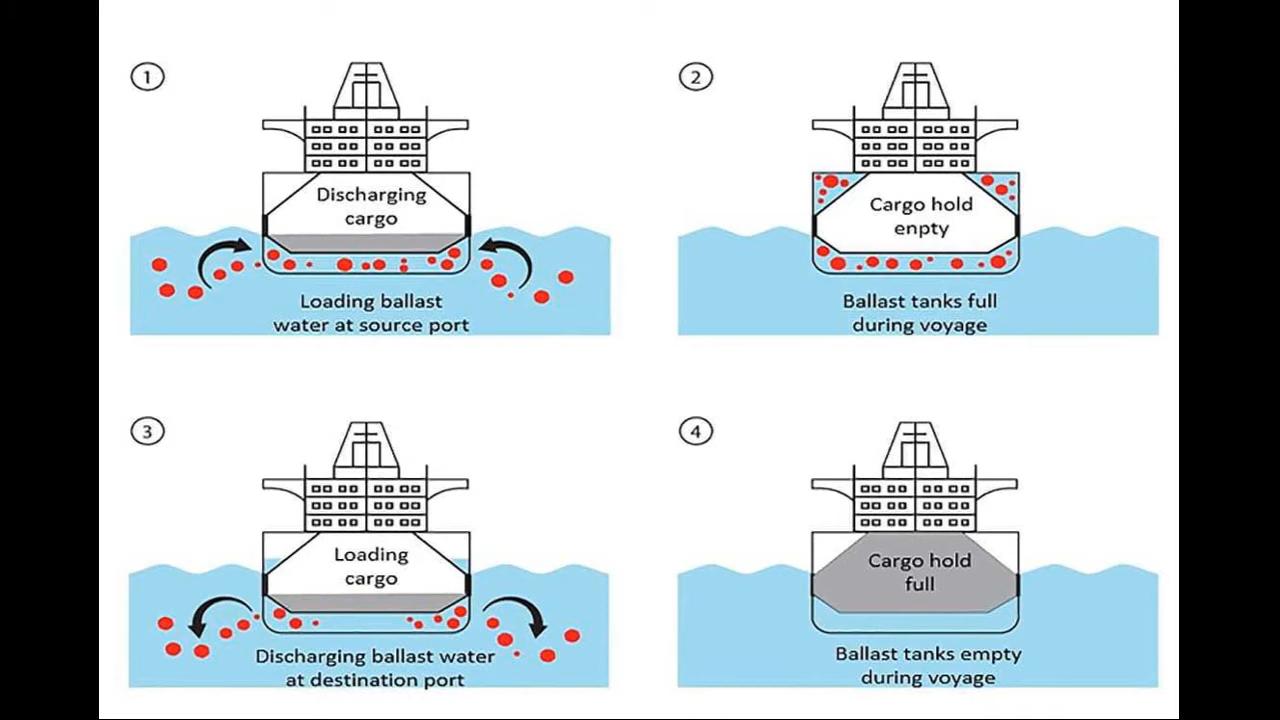 1
Discharging
cargo
Loading ballast
water at source port
2
Cargo hold
empty
Ballast tanks full
during voyage
3
Loading
cargo
Discharging ballast water
at destination port
4
Cargo hold
full
Ballast tanks empty
during voyage